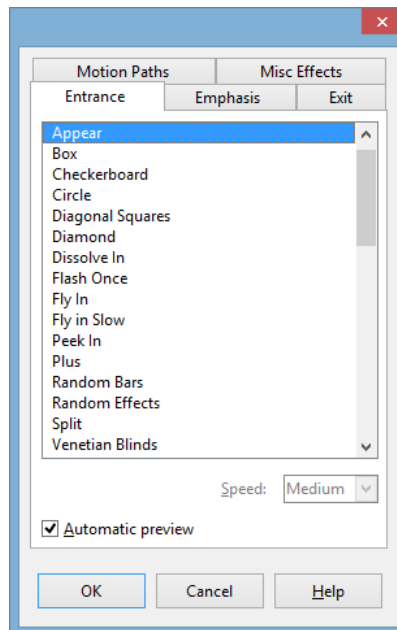 Motion Paths Misc Effects
Entrance Emphasis Exit
Appear
Box
Checkerboard
Circle
Diagonal Squares
Diamond
Dissolve In
Flash Once
Fly In
Fly in Slow
Peek In
Plus
Random Bars
Random Effects
Split
Venetian Blinds
Speed: Medium
Automatic preview
OK Cancel Help